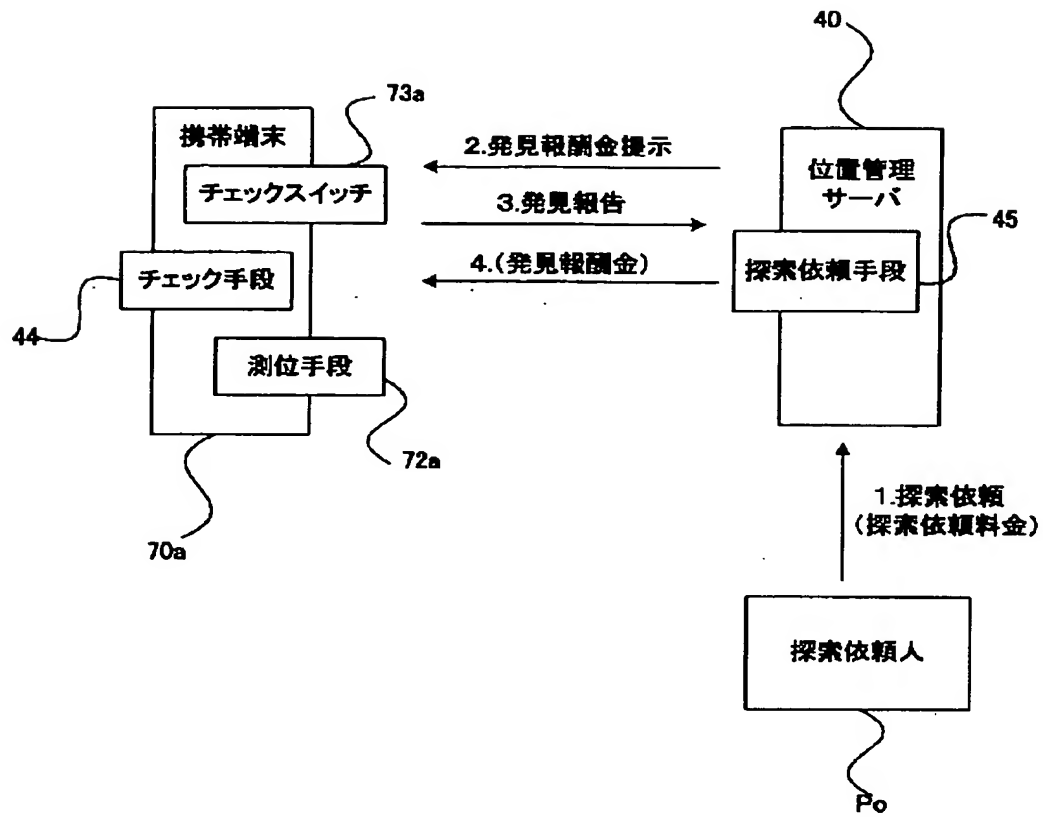 40
73a
携帯端末
チェックスイッチ
2.発見報酬金提示
位置管理
サーバ
3.発見報告
45
チェック手段
4.(発見報酬金)
探索依頼手段
44
測位手段
72a
70a
1.探索依頼
(探索依頼料金)
探索依頼人
Po